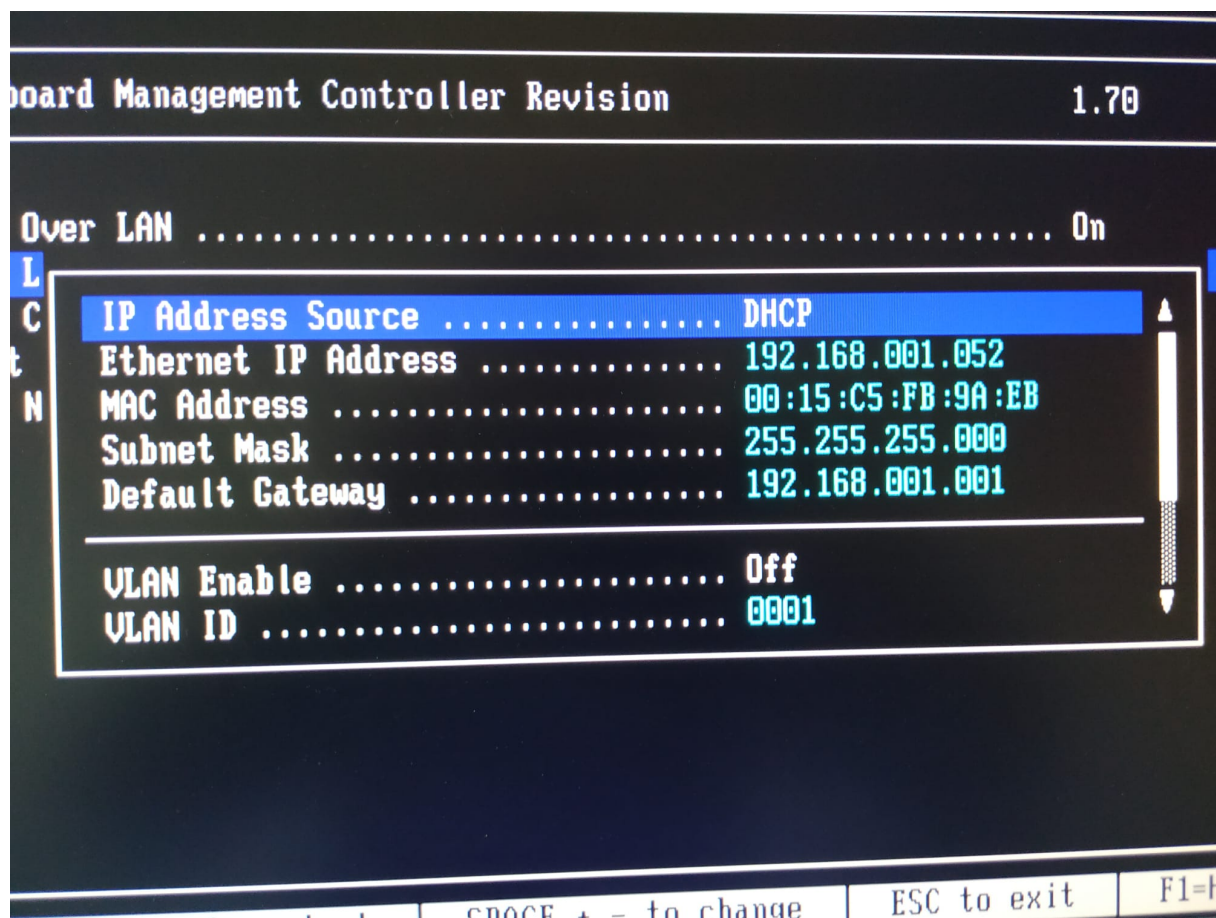 board Management Controller Revision 1.70
Over LAN .............................................. On
L
C
t
N
IP Address Source ............... DHCP
Ethernet IP Address ............. 192.168.001.052
MAC Address ..................... 00:15:C5:FB:9A:EB
Subnet Mask ..................... 255.255.255.000
Default Gateway ................. 192.168.001.001
VLAN Enable ..................... Off
VLAN ID ......................... 0001
SPACE + - to change
ESC to exit
F1=H